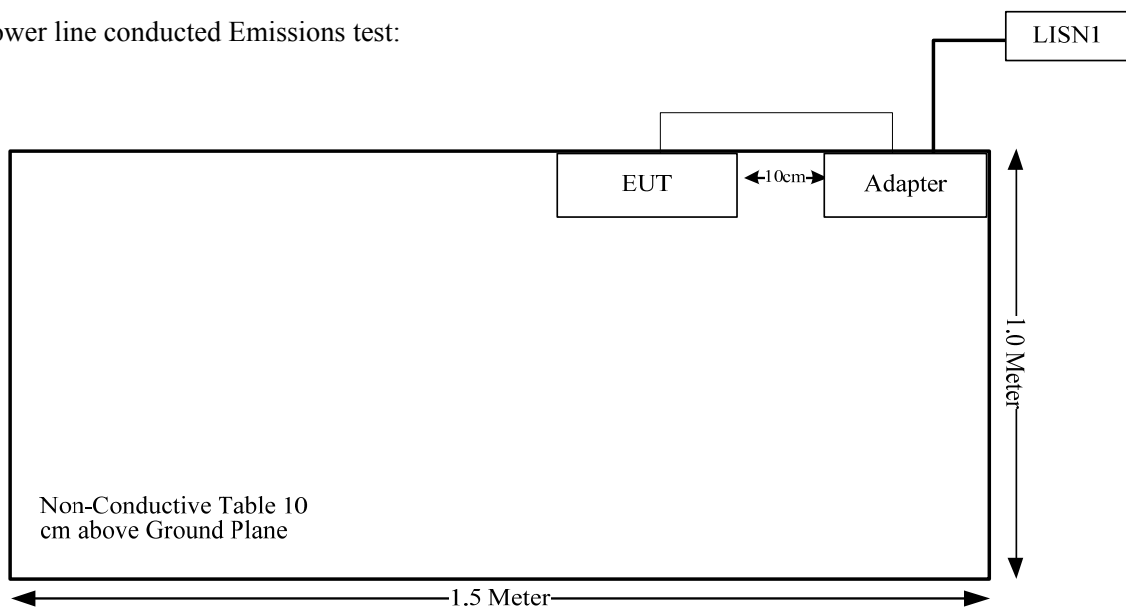 ower line conducted Emissions test:
LISN1
EUT
10cm
Adapter
1.0 Meter
Non-Conductive Table 10
cm above Ground Plane
1.5 Meter